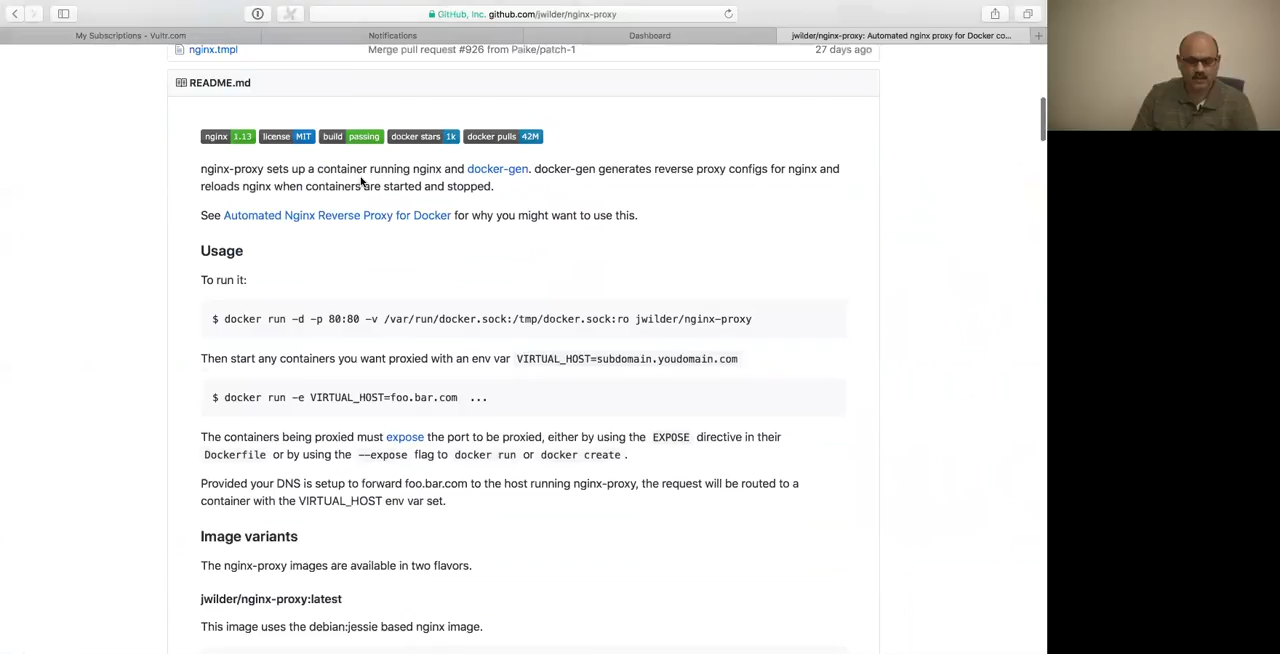 GitHub, Inc. github.com/jwilder/nginx-proxy
My Subscriptions - Vultr.com
Notifications
Dashboard
jwilder/nginx-proxy: Automated nginx proxy for Docker co...
nginx.tmpl
Merge pull request #926 from Paike/patch-1
27 days ago
README.md
nginx 1.13 license MIT build passing docker stars 1k docker pulls 42M
nginx-proxy sets up a container running nginx and docker-gen. docker-gen generates reverse proxy configs for nginx and
reloads nginx when containers are started and stopped.
See Automated Nginx Reverse Proxy for Docker for why you might want to use this.
Usage
To run it:
$ docker run -d -p 80:80 -v /var/run/docker.sock:/tmp/docker.sock:ro jwilder/nginx-proxy
Then start any containers you want proxied with an env var VIRTUAL_HOST=subdomain.youdomain.com
$ docker run -e VIRTUAL_HOST=foo.bar.com ...
The containers being proxied must expose the port to be proxied, either by using the EXPOSE directive in their
Dockerfile or by using the --expose flag to docker run or docker create.
Provided your DNS is setup to forward foo.bar.com to the host running nginx-proxy, the request will be routed to a
container with the VIRTUAL_HOST env var set.
Image variants
The nginx-proxy images are available in two flavors.
jwilder/nginx-proxy:latest
This image uses the debian:jessie based nginx image.